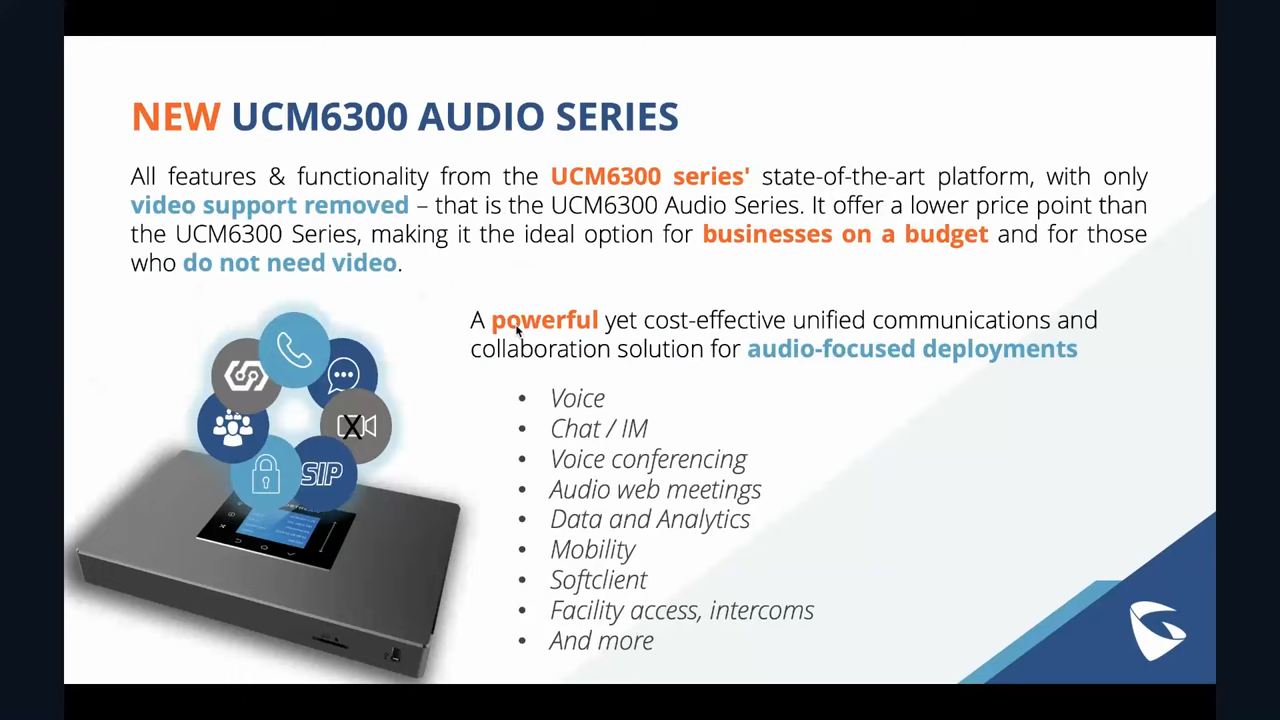 NEW UCM6300 AUDIO SERIES
All features & functionality from the UCM6300 series' state-of-the-art platform, with only
video support removed – that is the UCM6300 Audio Series. It offer a lower price point than
the UCM6300 Series, making it the ideal option for businesses on a budget and for those
who do not need video.
A powerful yet cost-effective unified communications and
collaboration solution for audio-focused deployments
• Voice
• Chat / IM
• Voice conferencing
• Audio web meetings
• Data and Analytics
• Mobility
• Softclient
• Facility access, intercoms
• And more
X
SIP